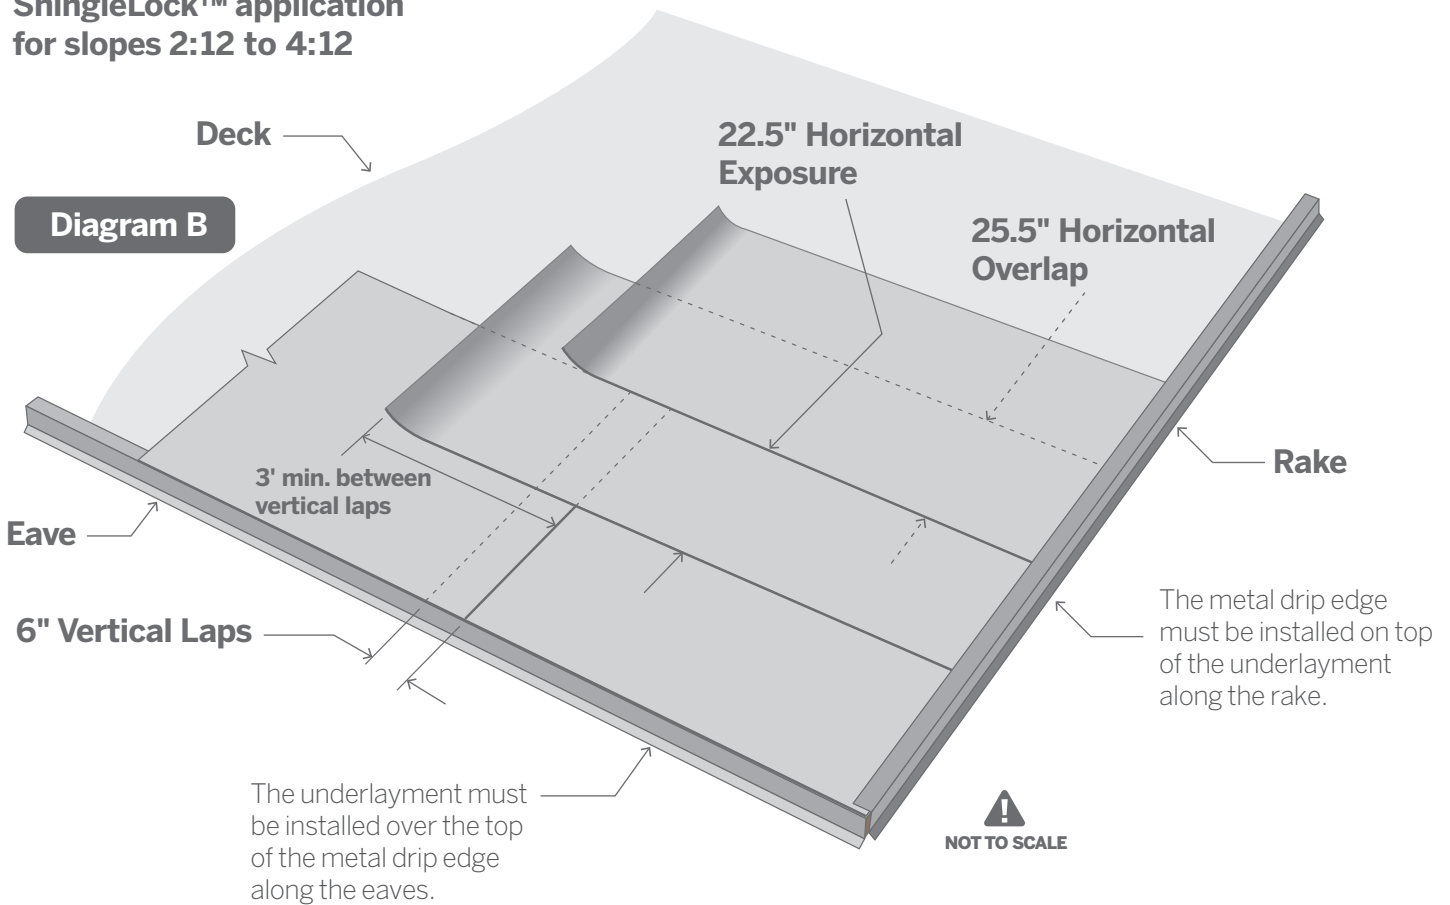 ShingleLock™ application
for slopes 2:12 to 4:12
Deck
Diagram B
22.5" Horizontal
Exposure
25.5" Horizontal
Overlap
3' min. between
vertical laps
Rake
Eave
6" Vertical Laps
The metal drip edge
must be installed on top
of the underlayment
along the rake.
The underlayment must
be installed over the top
of the metal drip edge
along the eaves.
!
NOT TO SCALE